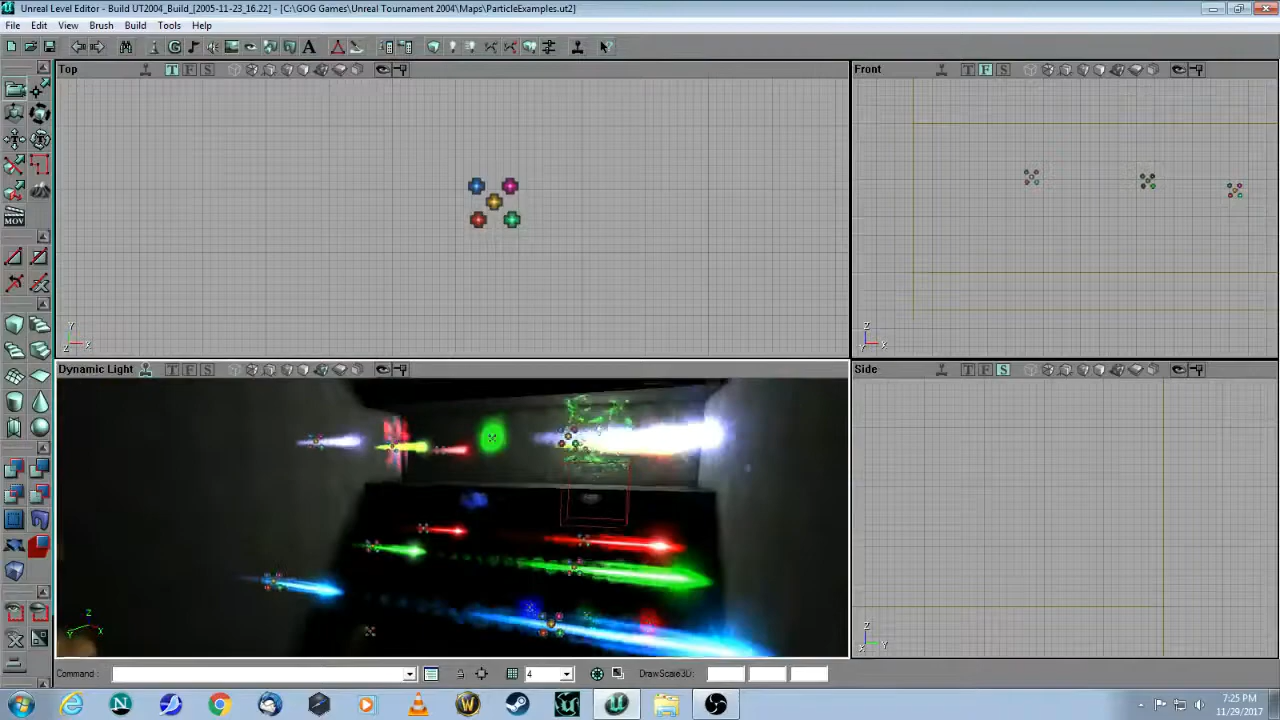 Unreal Level Editor - Build UT2004_Build_[2005-11-23_16.22] - [C:\GOG Games\Unreal Tournament 2004\Maps\ParticleExamples.ut2]
File Edit View Brush Build Tools Help
Top T F S
Front T F S
MOV
Y
Z X
Z
Y X
Dynamic Light T F S
Side T F S
Z
Y X
Z
X Y
Command : 4 DrawScale3D:
7:25 PM
11/29/2017